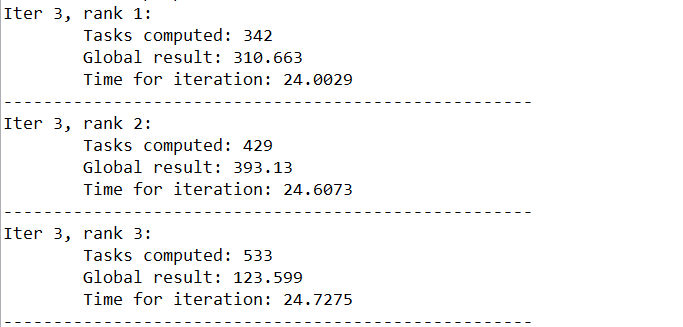 Iter 3, rank 1:
Tasks computed: 342
Global result: 310.663
Time for iteration: 24.0029
-----------------------------------------------------
Iter 3, rank 2:
Tasks computed: 429
Global result: 393.13
Time for iteration: 24.6073
-----------------------------------------------------
Iter 3, rank 3:
Tasks computed: 533
Global result: 123.599
Time for iteration: 24.7275
-----------------------------------------------------